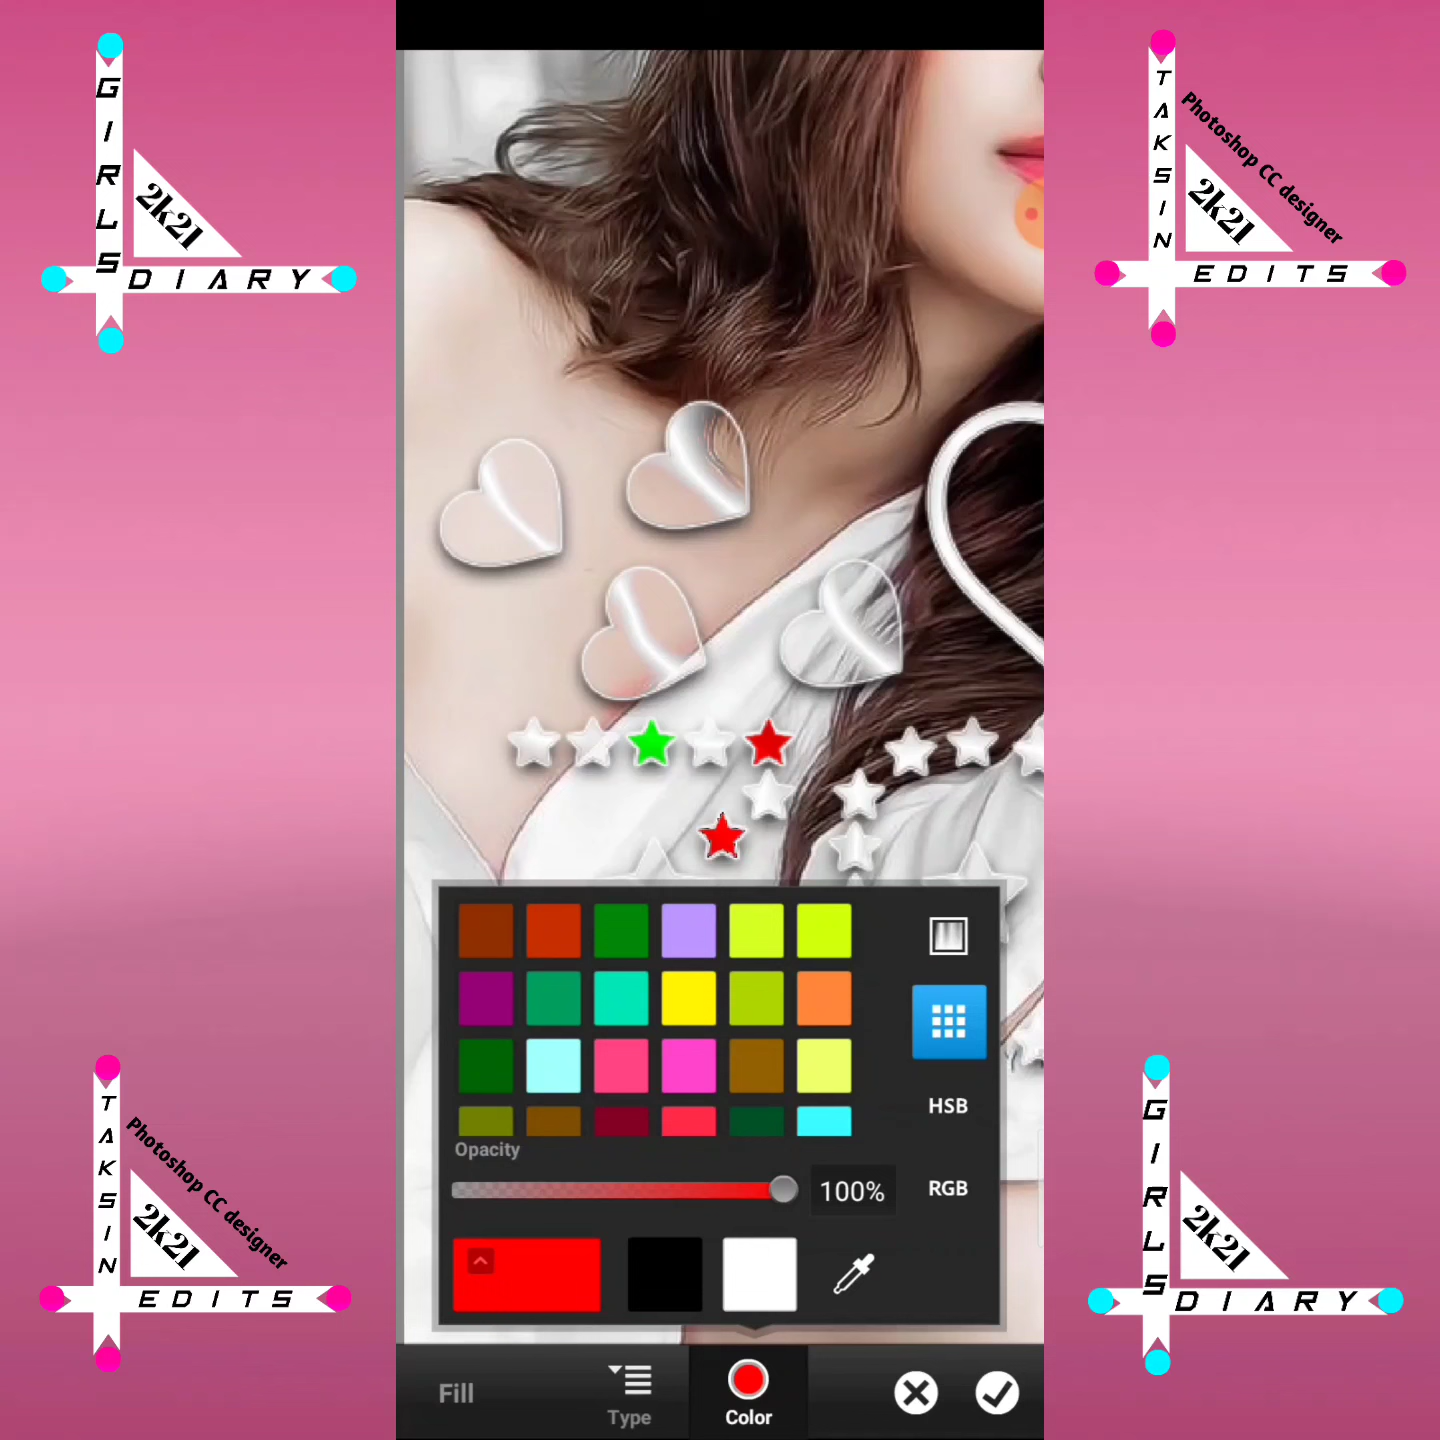 GIRLS
2k21
DIARY
TAKSIN
Photoshop CC designer
2k21
EDITS
HSB
Opacity
100%
RGB
TAKSIN
Photoshop CC designer
2k21
EDITS
GIRLS
2k21
DIARY
Fill
Type
Color